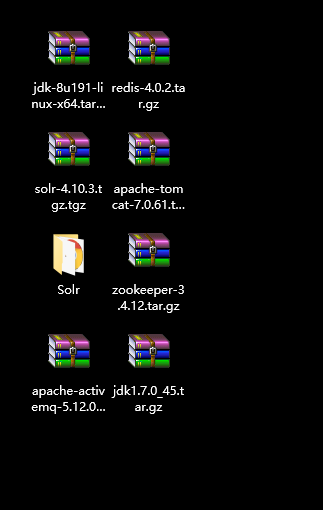 jdk-8u191-li
nux-x64.tar...
redis-4.0.2.ta
r.gz
solr-4.10.3.t
gz.tgz
apache-tom
cat-7.0.61.t...
Solr
zookeeper-3
.4.12.tar.gz
apache-activ
emq-5.12.0...
jdk1.7.0_45.t
ar.gz